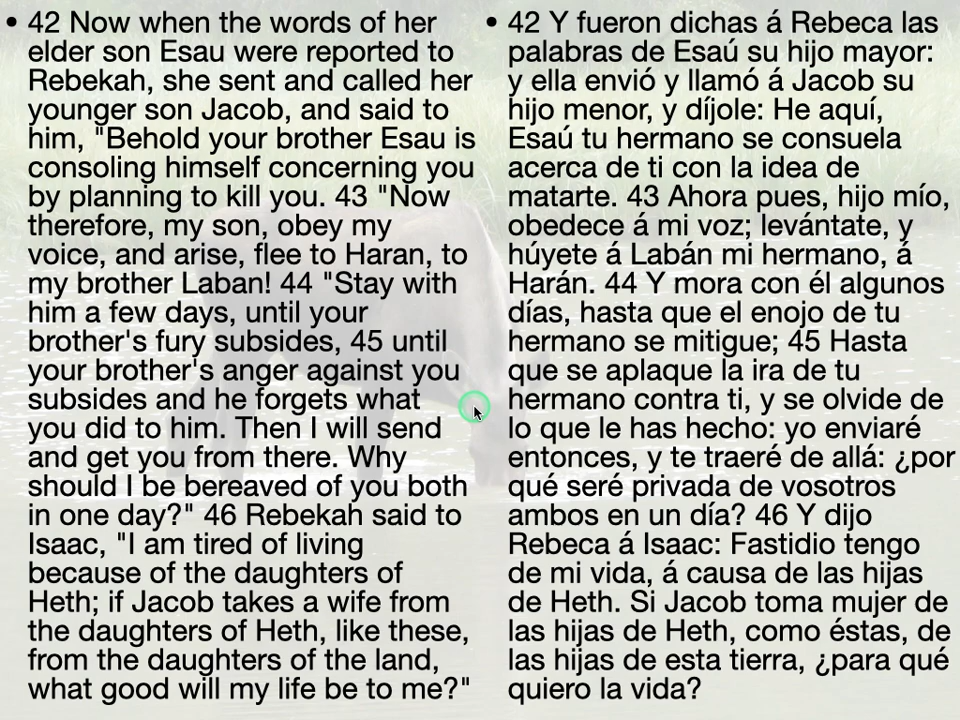 • 42 Now when the words of her
elder son Esau were reported to
Rebekah, she sent and called her
younger son Jacob, and said to
him, "Behold your brother Esau is
consoling himself concerning you
by planning to kill you. 43 "Now
therefore, my son, obey my
voice, and arise, flee to Haran, to
my brother Laban! 44 "Stay with
him a few days, until your
brother's fury subsides, 45 until
your brother's anger against you
subsides and he forgets what
you did to him. Then I will send
and get you from there. Why
should I be bereaved of you both
in one day?" 46 Rebekah said to
Isaac, "I am tired of living
because of the daughters of
Heth; if Jacob takes a wife from
the daughters of Heth, like these,
from the daughters of the land,
what good will my life be to me?"
• 42 Y fueron dichas á Rebeca las
palabras de Esaú su hijo mayor:
y ella envió y llamó á Jacob su
hijo menor, y díjole: He aquí,
Esaú tu hermano se consuela
acerca de ti con la idea de
matarte. 43 Ahora pues, hijo mío,
obedece á mi voz; levántate, y
húyete á Labán mi hermano, á
Harán. 44 Y mora con él algunos
días, hasta que el enojo de tu
hermano se mitigue; 45 Hasta
que se aplaque la ira de tu
hermano contra ti, y se olvide de
lo que le has hecho: yo enviaré
entonces, y te traeré de allá: ¿por
qué seré privada de vosotros
ambos en un día? 46 Y dijo
Rebeca á Isaac: Fastidio tengo
de mi vida, á causa de las hijas
de Heth. Si Jacob toma mujer de
las hijas de Heth, como éstas, de
las hijas de esta tierra, ¿para qué
quiero la vida?